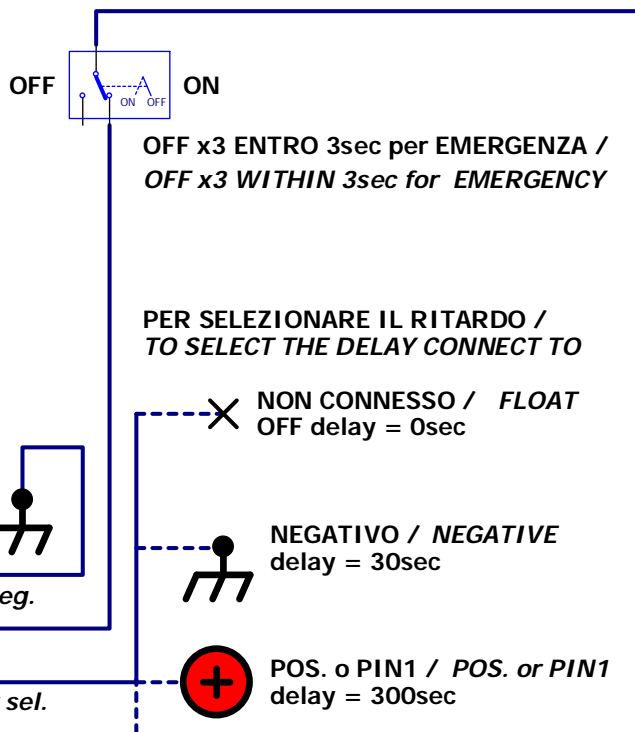 OFF
ON
ON OFF
OFF x3 ENTRO 3sec per EMERGENZA /
OFF x3 WITHIN 3sec for EMERGENCY
PER SELEZIONARE IL RITARDO /
TO SELECT THE DELAY CONNECT TO
NON CONNESSO / FLOAT
OFF delay = 0sec
NEGATIVO / NEGATIVE
delay = 30sec
eg.
POS. o PIN1 / POS. or PIN1
delay = 300sec
sel.